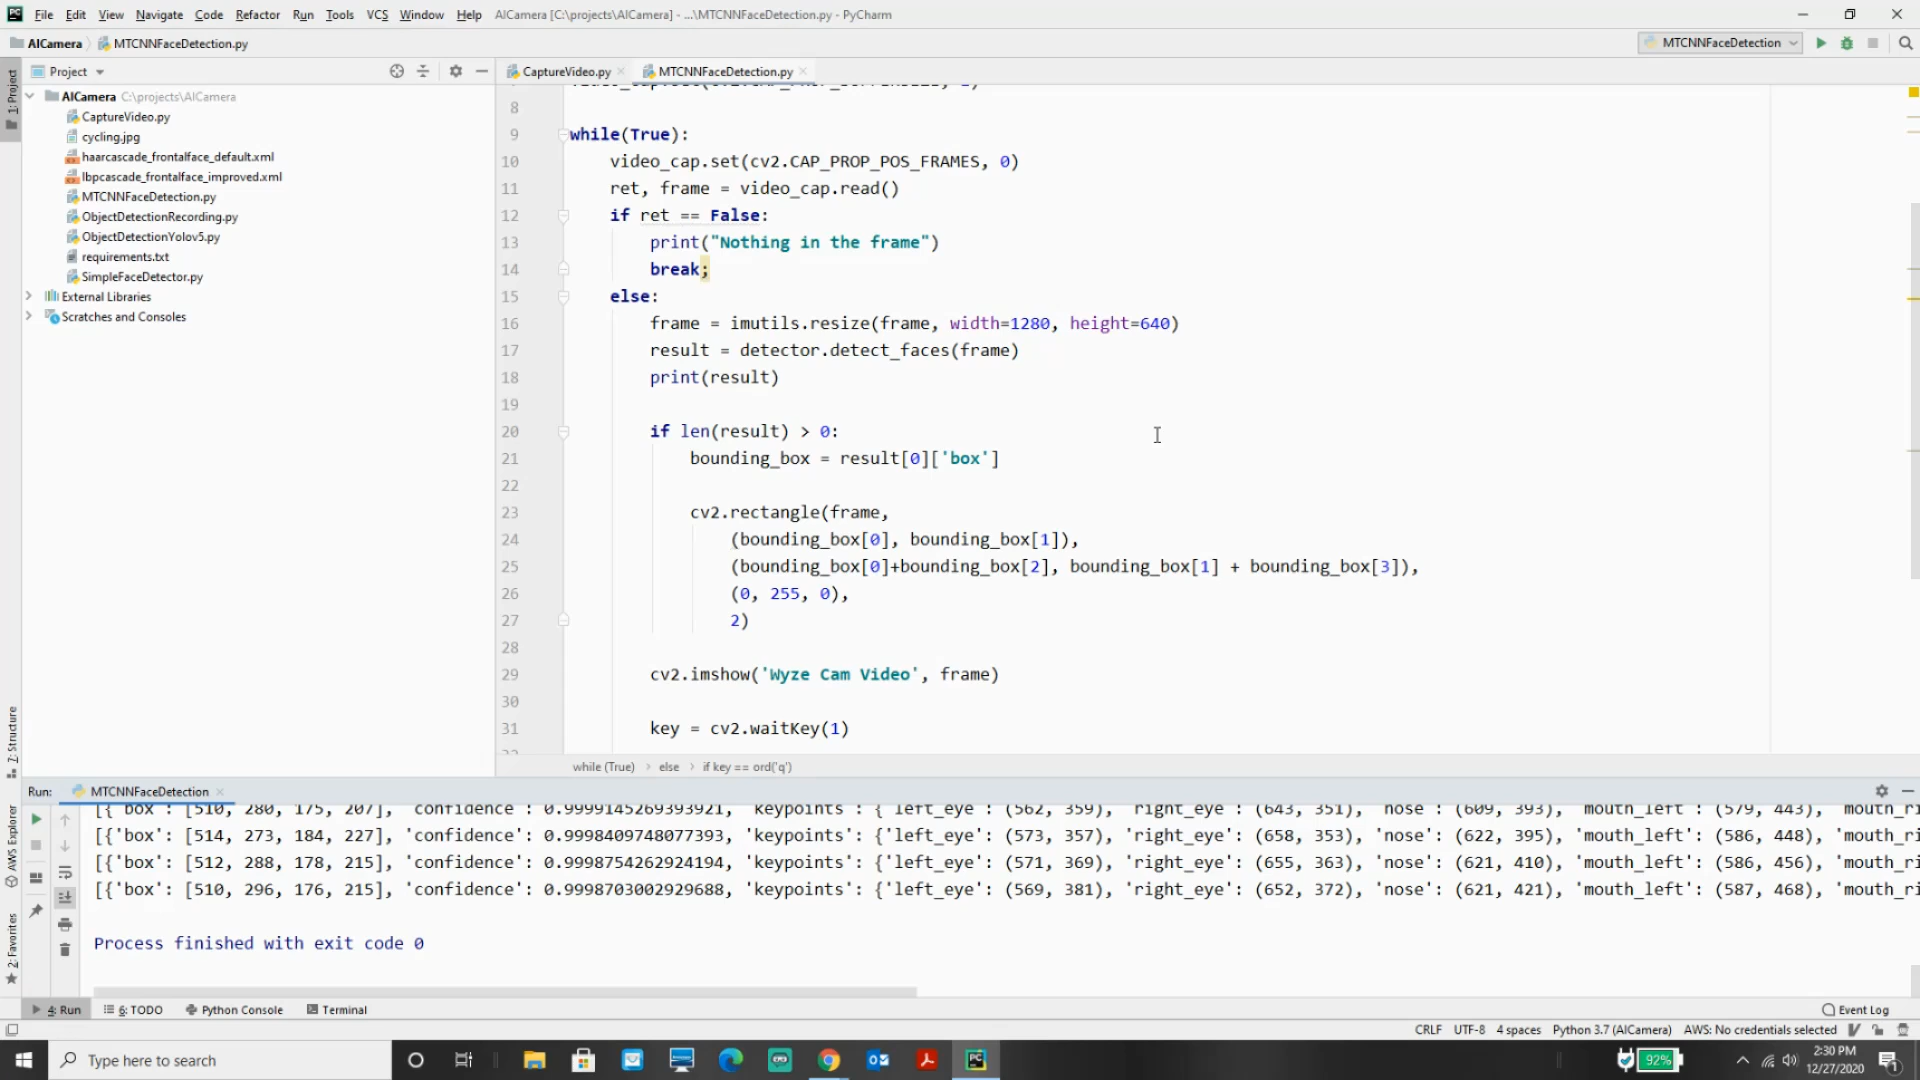 File Edit View Navigate Code Refactor Run Tools VCS Window Help AICamera [C:\projects\AICamera] - ...\MTCNNFaceDetection.py - PyCharm
AICamera MTCNNFaceDetection.py
MTCNNFaceDetection
Project
CaptureVideo.py MTCNNFaceDetection.py
1: Project
AICamera C:\projects\AICamera
CaptureVideo.py
cycling.jpg
haarcascade_frontalface_default.xml
lbpcascade_frontalface_improved.xml
MTCNNFaceDetection.py
ObjectDetectionRecording.py
ObjectDetectionYolov5.py
requirements.txt
SimpleFaceDetector.py
External Libraries
Scratches and Consoles
8
9 while(True):
10 video_cap.set(cv2.CAP_PROP_POS_FRAMES, 0)
11 ret, frame = video_cap.read()
12 if ret == False:
13 print("Nothing in the frame")
14 break;
15 else:
16 frame = imutils.resize(frame, width=1280, height=640)
17 result = detector.detect_faces(frame)
18 print(result)
19
20 if len(result) > 0:
21 bounding_box = result[0]['box']
22
23 cv2.rectangle(frame,
24 (bounding_box[0], bounding_box[1]),
25 (bounding_box[0]+bounding_box[2], bounding_box[1] + bounding_box[3]),
26 (0, 255, 0),
27 2)
28
29 cv2.imshow('Wyze Cam Video', frame)
30
31 key = cv2.waitKey(1)
while (True) else if key == ord('q')
Z: Structure
AWS Explorer
2: Favorites
Run: MTCNNFaceDetection
[{'box': [510, 280, 175, 207], 'confidence': 0.9999145269393921, 'keypoints': {'left_eye': (562, 359), 'right_eye': (643, 351), 'nose': (609, 393), 'mouth_left': (579, 443), 'mouth_ri
[{'box': [514, 273, 184, 227], 'confidence': 0.9998409748077393, 'keypoints': {'left_eye': (573, 357), 'right_eye': (658, 353), 'nose': (622, 395), 'mouth_left': (586, 448), 'mouth_ri
[{'box': [512, 288, 178, 215], 'confidence': 0.9998754262924194, 'keypoints': {'left_eye': (571, 369), 'right_eye': (655, 363), 'nose': (621, 410), 'mouth_left': (586, 456), 'mouth_ri
[{'box': [510, 296, 176, 215], 'confidence': 0.9998703002929688, 'keypoints': {'left_eye': (569, 381), 'right_eye': (652, 372), 'nose': (621, 421), 'mouth_left': (587, 468), 'mouth_ri
Process finished with exit code 0
4: Run 6: TODO Python Console Terminal Event Log
CRLF UTF-8 4 spaces Python 3.7 (AICamera) AWS: No credentials selected
Type here to search
92%
2:30 PM
12/27/2020
1